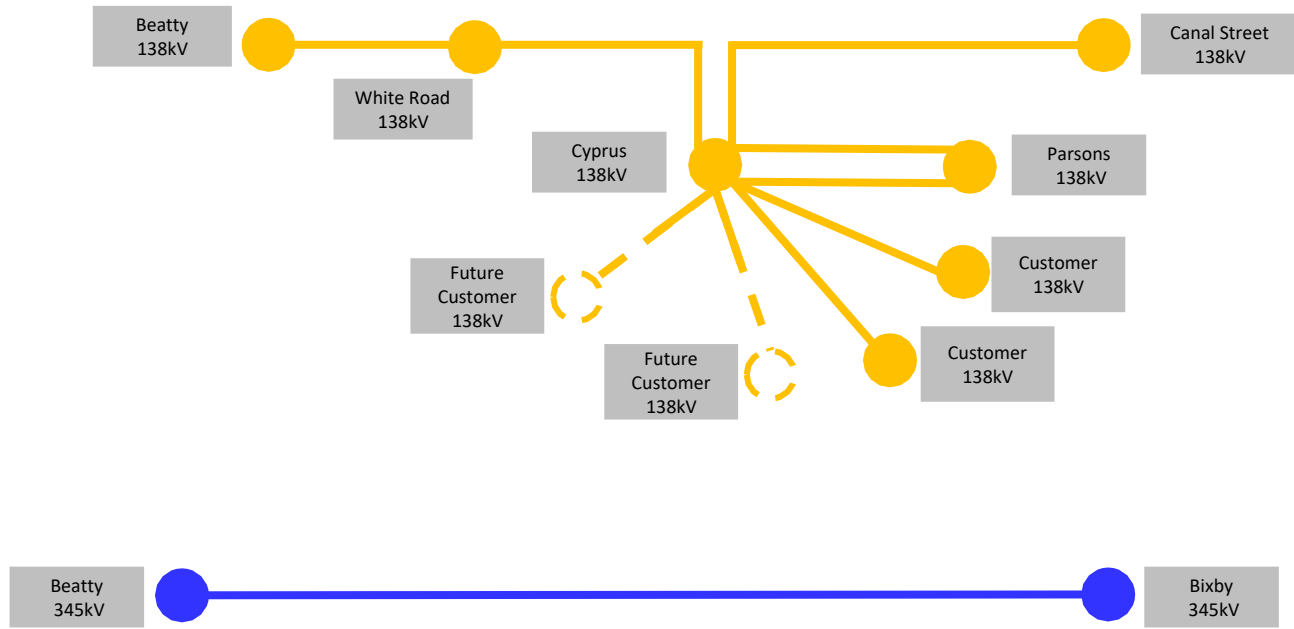 Beatty
138kV
Canal Street
138kV
White Road
138kV
Cyprus
138kV
Parsons
138kV
Future
Customer
138kV
Customer
138kV
Future
Customer
138kV
Customer
138kV
Beatty
345kV
Bixby
345kV